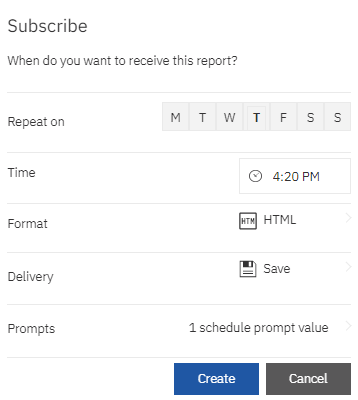 Subscribe
When do you want to receive this report?
Repeat on M T W T F S S
Time 4:20 PM
Format HTM HTML
Delivery Save
Prompts 1 schedule prompt value
Create Cancel